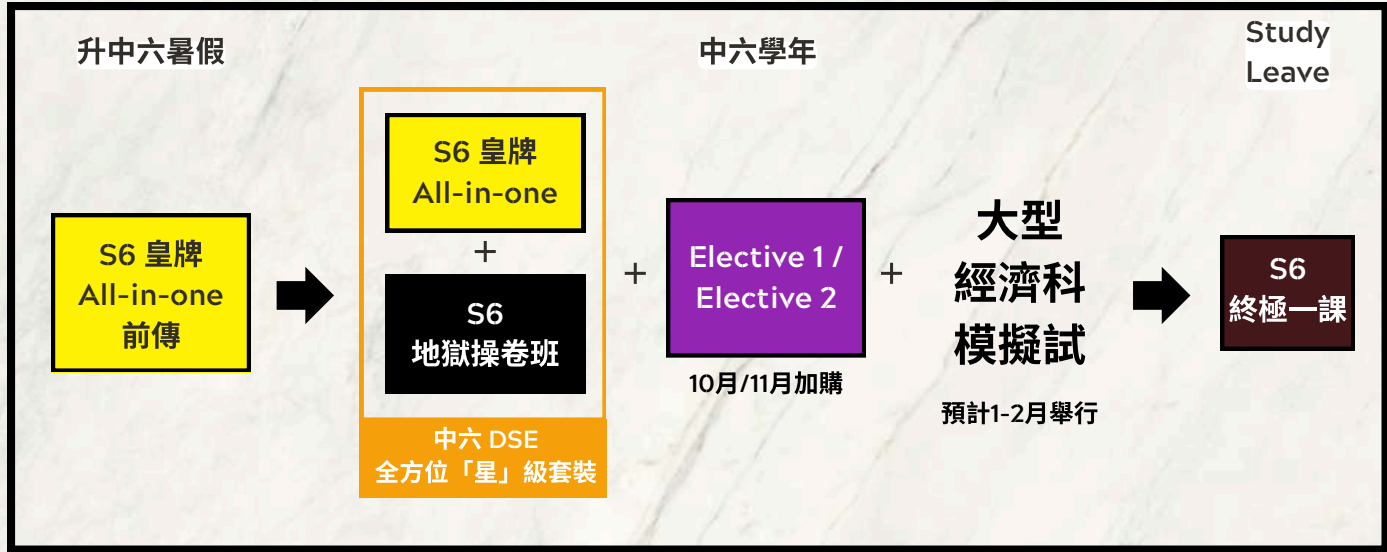 升中六暑假
中六學年
Study
Leave
S6 皇牌
All-in-one
前傳
S6 皇牌
All-in-one
+
S6
地獄操卷班
中六 DSE
全方位「星」級套裝
+
Elective 1 /
Elective 2
10月/11月加購
+
大型
經濟科
模擬試
預計1-2月舉行
S6
終極一課